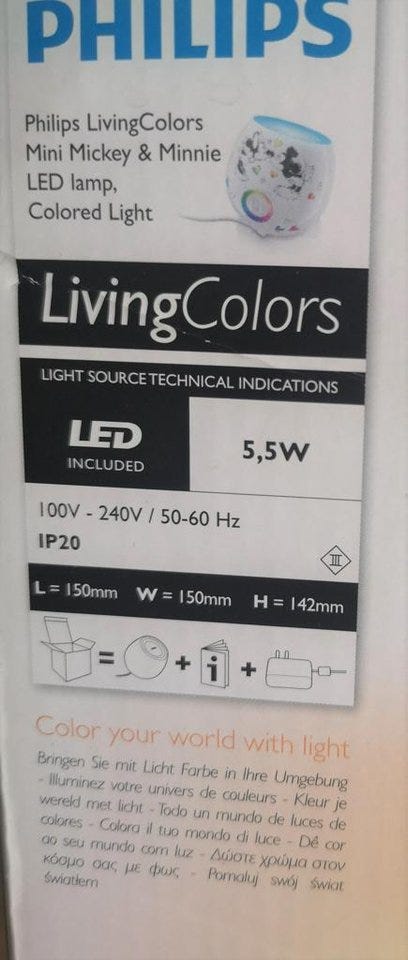 PHILIPS
Philips LivingColors
Mini Mickey & Minnie
LED lamp,
Colored Light
LivingColors
LIGHT SOURCE TECHNICAL INDICATIONS
LED
INCLUDED
5,5W
100V - 240V / 50-60 Hz
IP20
III
L = 150mm W = 150mm H = 142mm
= + i +
Color your world with light
Bringen Sie mit Licht Farbe in Ihre Umgebung
- Illuminez votre univers de couleurs - Kleur je
wereld met licht - Todo un mundo de luces de
colores - Colora il tuo mondo di luce - Dê cor
ao seu mundo com luz - Δώστε χρώμα στον
κόσμο σας με φως - Pomaluj swój świat
światłem